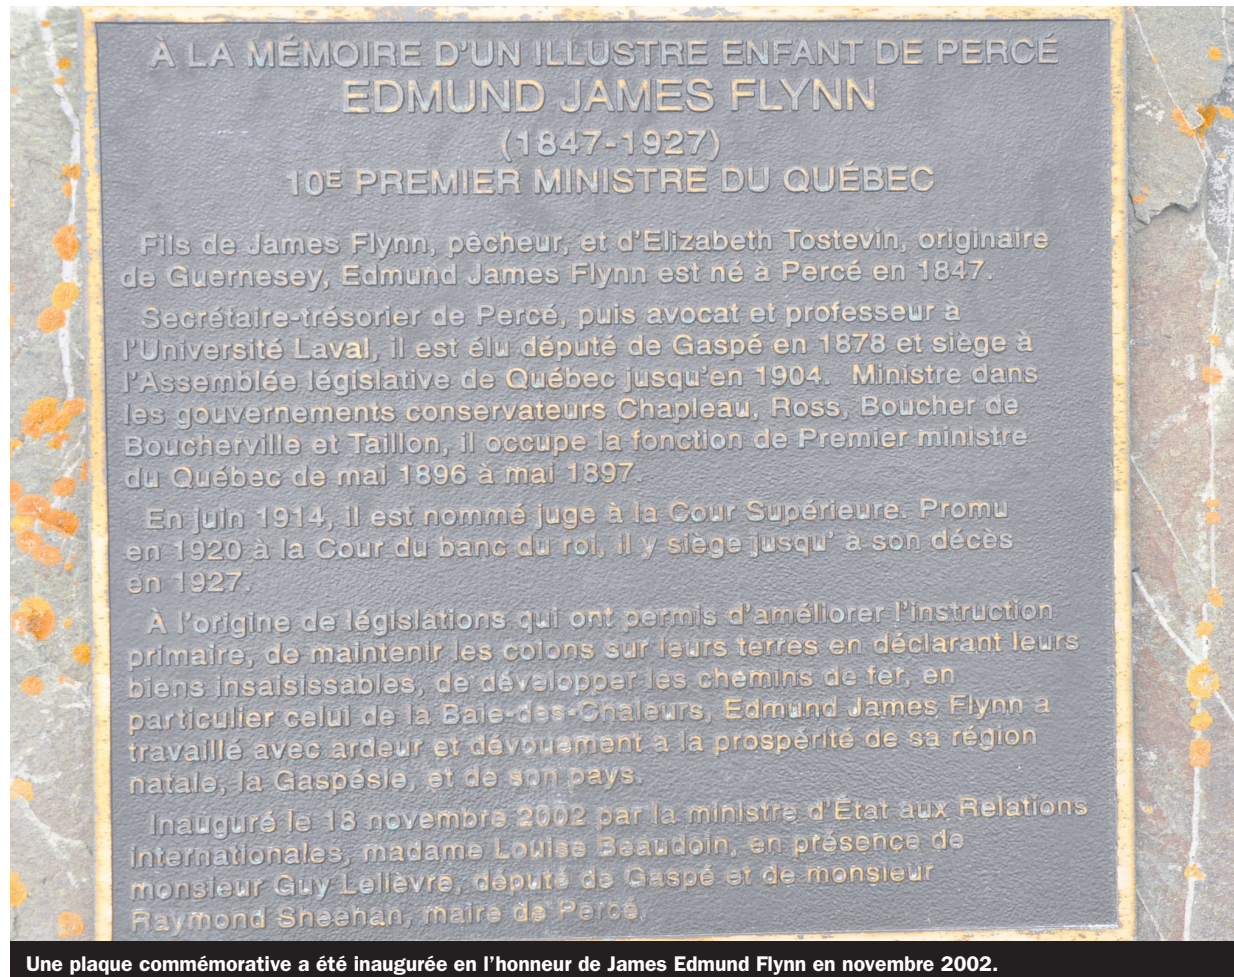 À LA MÉMOIRE D'UN ILLUSTRE ENFANT DE PERCÉ
EDMUND JAMES FLYNN
(1847-1927)
10E PREMIER MINISTRE DU QUÉBEC
Fils de James Flynn, pêcheur, et d'Elizabeth Tostevin, originaire
de Guernesey, Edmund James Flynn est né à Percé en 1847.
Secrétaire-trésorier de Percé, puis avocat et professeur à
l'Université Laval, il est élu député de Gaspé en 1878 et siège à
l'Assemblée législative de Québec jusqu'en 1904. Ministre dans
les gouvernements conservateurs Chapleau, Ross, Boucher de
Boucherville et Taillon, il occupe la fonction de Premier ministre
du Québec de mai 1896 à mai 1897.
En juin 1914, il est nommé juge à la Cour Supérieure. Promu
en 1920 à la Cour du banc du roi, il y siège jusqu' à son décès
en 1927.
À l'origine de législations qui ont permis d'améliorer l'instruction
primaire, de maintenir les colons sur leurs terres en déclarant leurs
biens insaisissables, de développer les chemins de fer, en
particulier celui de la Baie-des-Chaleurs, Edmund James Flynn a
travaillé avec ardeur et dévouement à la prospérité de sa région
natale, la Gaspésie, et de son pays.
Inauguré le 18 novembre 2002 par la ministre d'État aux Relations
internationales, madame Louise Beaudoin, en présence de
monsieur Guy Lelièvre, député de Gaspé et de monsieur
Raymond Sheehan, maire de Percé.
Une plaque commémorative a été inaugurée en l'honneur de James Edmund Flynn en novembre 2002.